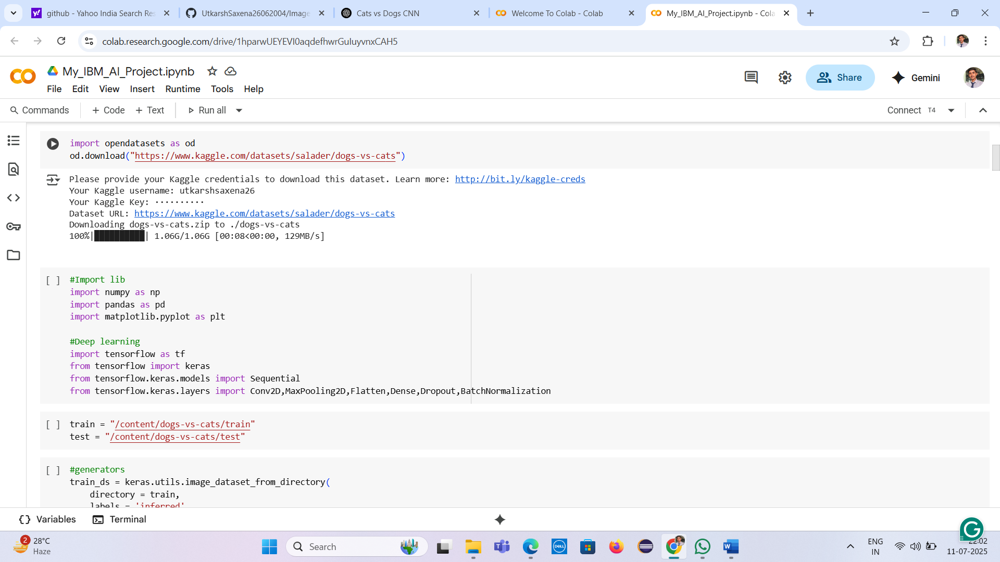 github - Yahoo India Search Res
UtkarshSaxena26062004/Image
Cats vs Dogs CNN
Welcome To Colab - Colab
My_IBM_AI_Project.ipynb - Cola
colab.research.google.com/drive/1hparwUEYEVI0aqdefhwrGuIuyvnxCAH5
My_IBM_AI_Project.ipynb
File Edit View Insert Runtime Tools Help
Share
Gemini
Commands + Code + Text Run all
Connect T4
import opendatasets as od
od.download("https://www.kaggle.com/datasets/salader/dogs-vs-cats")
Please provide your Kaggle credentials to download this dataset. Learn more: http://bit.ly/kaggle-creds
Your Kaggle username: utkarshsaxena26
Your Kaggle Key: ··········
Dataset URL: https://www.kaggle.com/datasets/salader/dogs-vs-cats
Downloading dogs-vs-cats.zip to ./dogs-vs-cats
100%|██████████| 1.06G/1.06G [00:08<00:00, 129MB/s]
[ ] #Import lib
import numpy as np
import pandas as pd
import matplotlib.pyplot as plt
#Deep learning
import tensorflow as tf
from tensorflow import keras
from tensorflow.keras.models import Sequential
from tensorflow.keras.layers import Conv2D,MaxPooling2D,Flatten,Dense,Dropout,BatchNormalization
[ ] train = "/content/dogs-vs-cats/train"
test = "/content/dogs-vs-cats/test"
[ ] #generators
train_ds = keras.utils.image_dataset_from_directory(
directory = train,
labels = 'inferred'
Variables Terminal
2
28°C
Haze
Search
DELL
ENG
IN
22:02
11-07-2025